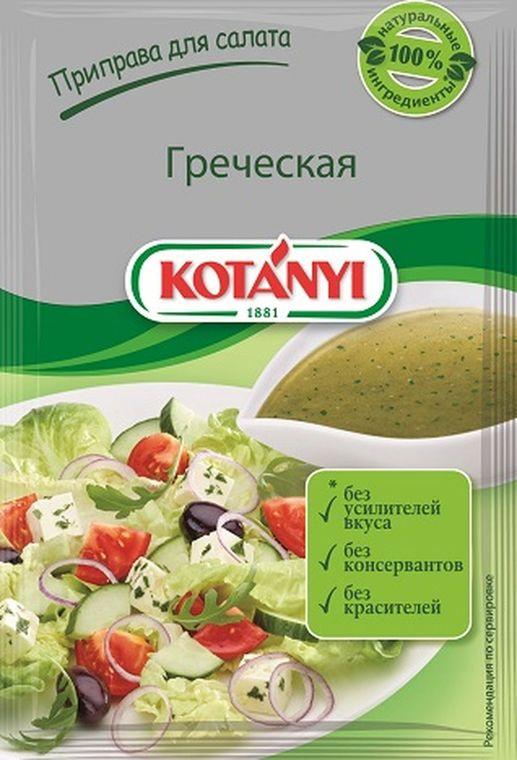 Приправа для салата
натуральные
100%
ингредиенты
Греческая
KOTÁNYI
1881
* без
усилителей
вкуса
без
консервантов
без
красителей
Рекомендация по сервировке